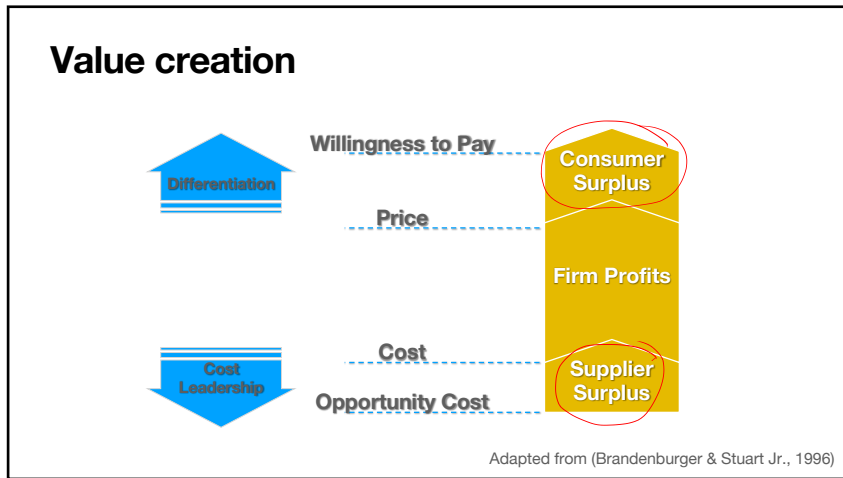 Value creation
Willingness to Pay
Consumer
Surplus
Differentiation
Price
Firm Profits
Cost
Cost
Leadership
Supplier
Surplus
Opportunity Cost
Adapted from (Brandenburger & Stuart Jr., 1996)